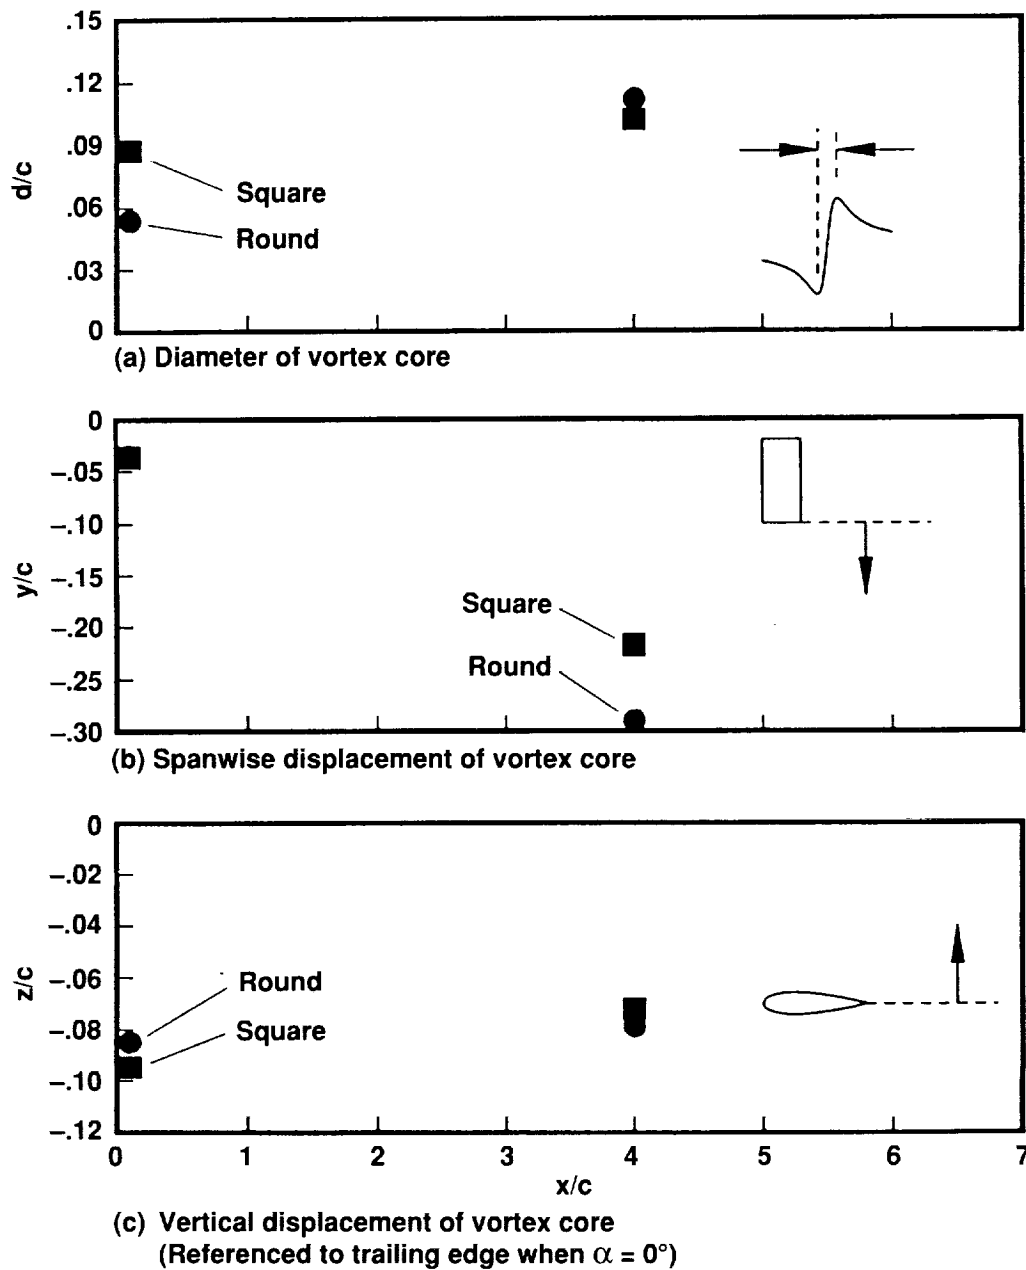 .15
.12
.09
.06
.03
0
d/c
Square
Round
(a) Diameter of vortex core
0
–.05
–.10
–.15
–.20
–.25
–.30
y/c
Square
Round
(b) Spanwise displacement of vortex core
0
–.02
–.04
–.06
–.08
–.10
–.12
z/c
Round
Square
0 1 2 3 4 5 6 7
x/c
(c) Vertical displacement of vortex core
(Referenced to trailing edge when α = 0°)